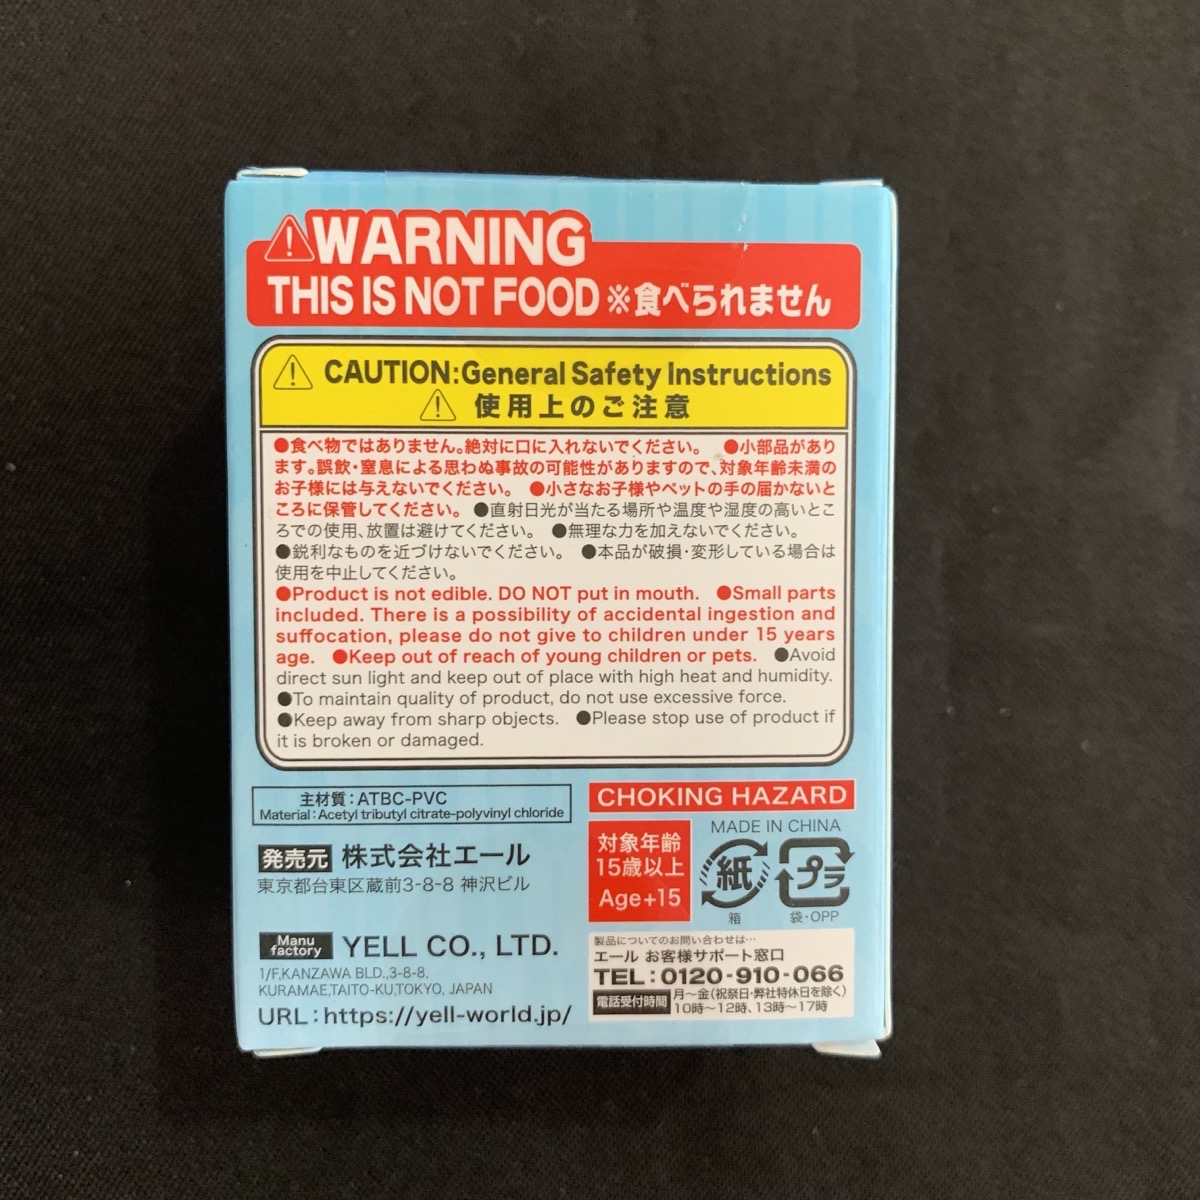 WARNING
THIS IS NOT FOOD ※食べられません
CAUTION:General Safety Instructions
使用上のご注意
●食べ物ではありません。絶対に口に入れないでください。 ●小部品があり
ます。誤飲・窒息による思わぬ事故の可能性がありますので、対象年齢未満の
お子様には与えないでください。 ●小さなお子様やペットの手の届かないと
ころに保管してください。 ●直射日光が当たる場所や温度や湿度の高いとこ
ろでの使用、放置は避けてください。 ●無理な力を加えないでください。
●鋭利なものを近づけないでください。 ●本品が破損・変形している場合は
使用を中止してください。
●Product is not edible. DO NOT put in mouth. ●Small parts
included. There is a possibility of accidental ingestion and
suffocation, please do not give to children under 15 years
age. ●Keep out of reach of young children or pets. ●Avoid
direct sun light and keep out of place with high heat and humidity.
●To maintain quality of product, do not use excessive force.
●Keep away from sharp objects. ●Please stop use of product if
it is broken or damaged.
主材質：ATBC-PVC
Material：Acetyl tributyl citrate-polyvinyl chloride
発売元 株式会社エール
東京都台東区蔵前3-8-8 神沢ビル
Manu
factory YELL CO., LTD.
1/F,KANZAWA BLD.,3-8-8,
KURAMAE,TAITO-KU,TOKYO, JAPAN
URL：https://yell-world.jp/
CHOKING HAZARD
対象年齢
15歳以上
Age+15
MADE IN CHINA
紙 プラ
箱 袋・OPP
製品についてのお問い合わせは…
エール お客様サポート窓口
TEL：0120-910-066
電話受付時間 月～金(祝祭日・弊社特休日を除く)
10時～12時、13時～17時